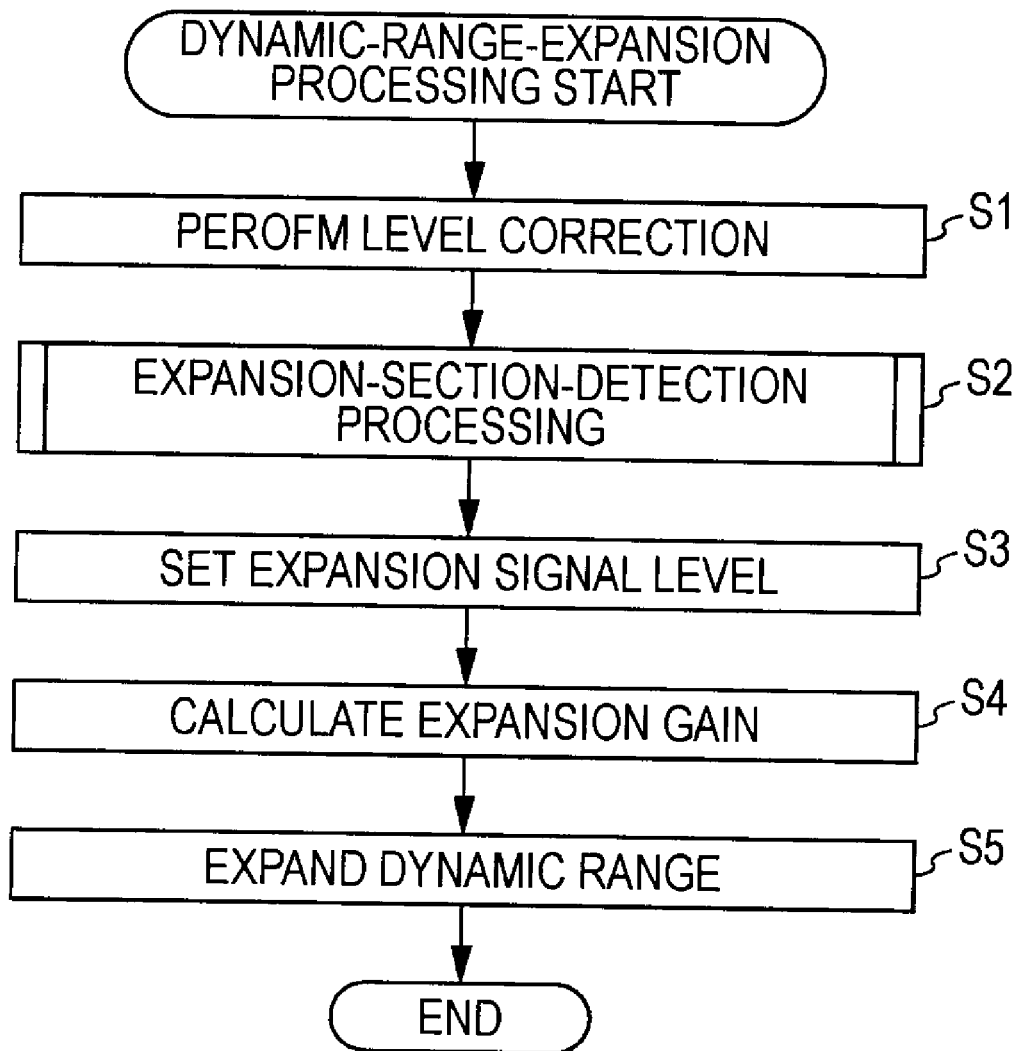 DYNAMIC-RANGE-EXPANSION
PROCESSING START
PEROFM LEVEL CORRECTION
S1
EXPANSION-SECTION-DETECTION
PROCESSING
S2
SET EXPANSION SIGNAL LEVEL
S3
CALCULATE EXPANSION GAIN
S4
EXPAND DYNAMIC RANGE
S5
END